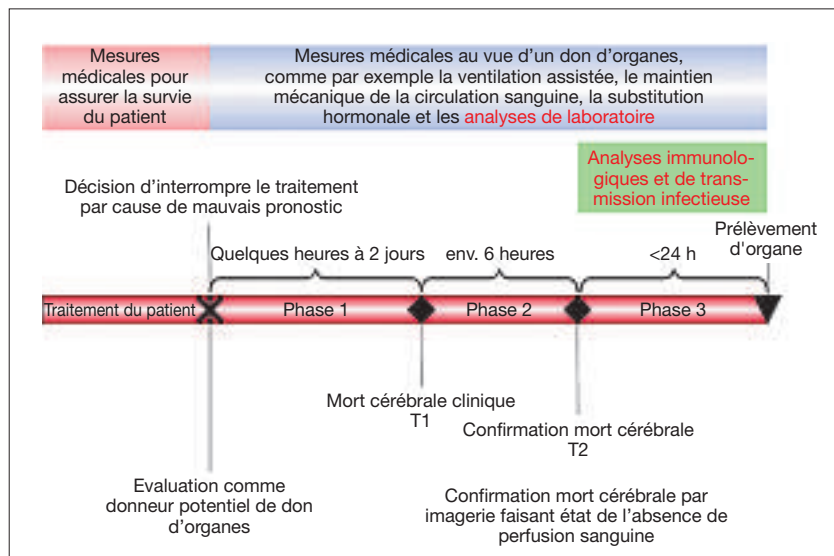 Mesures
médicales pour
assurer la survie
du patient
Mesures médicales au vue d'un don d'organes,
comme par exemple la ventilation assistée, le maintien
mécanique de la circulation sanguine, la substitution
hormonale et les analyses de laboratoire
Analyses immunolo-
giques et de trans-
mission infectieuse
Décision d'interrompre le traitement
par cause de mauvais pronostic
Prélèvement
d'organe
Quelques heures à 2 jours
env. 6 heures
<24 h
Traitement du patient
Phase 1
Phase 2
Phase 3
Mort cérébrale clinique
T1
Confirmation mort cérébrale
T2
Evaluation comme
donneur potentiel de don
d'organes
Confirmation mort cérébrale par
imagerie faisant état de l'absence de
perfusion sanguine